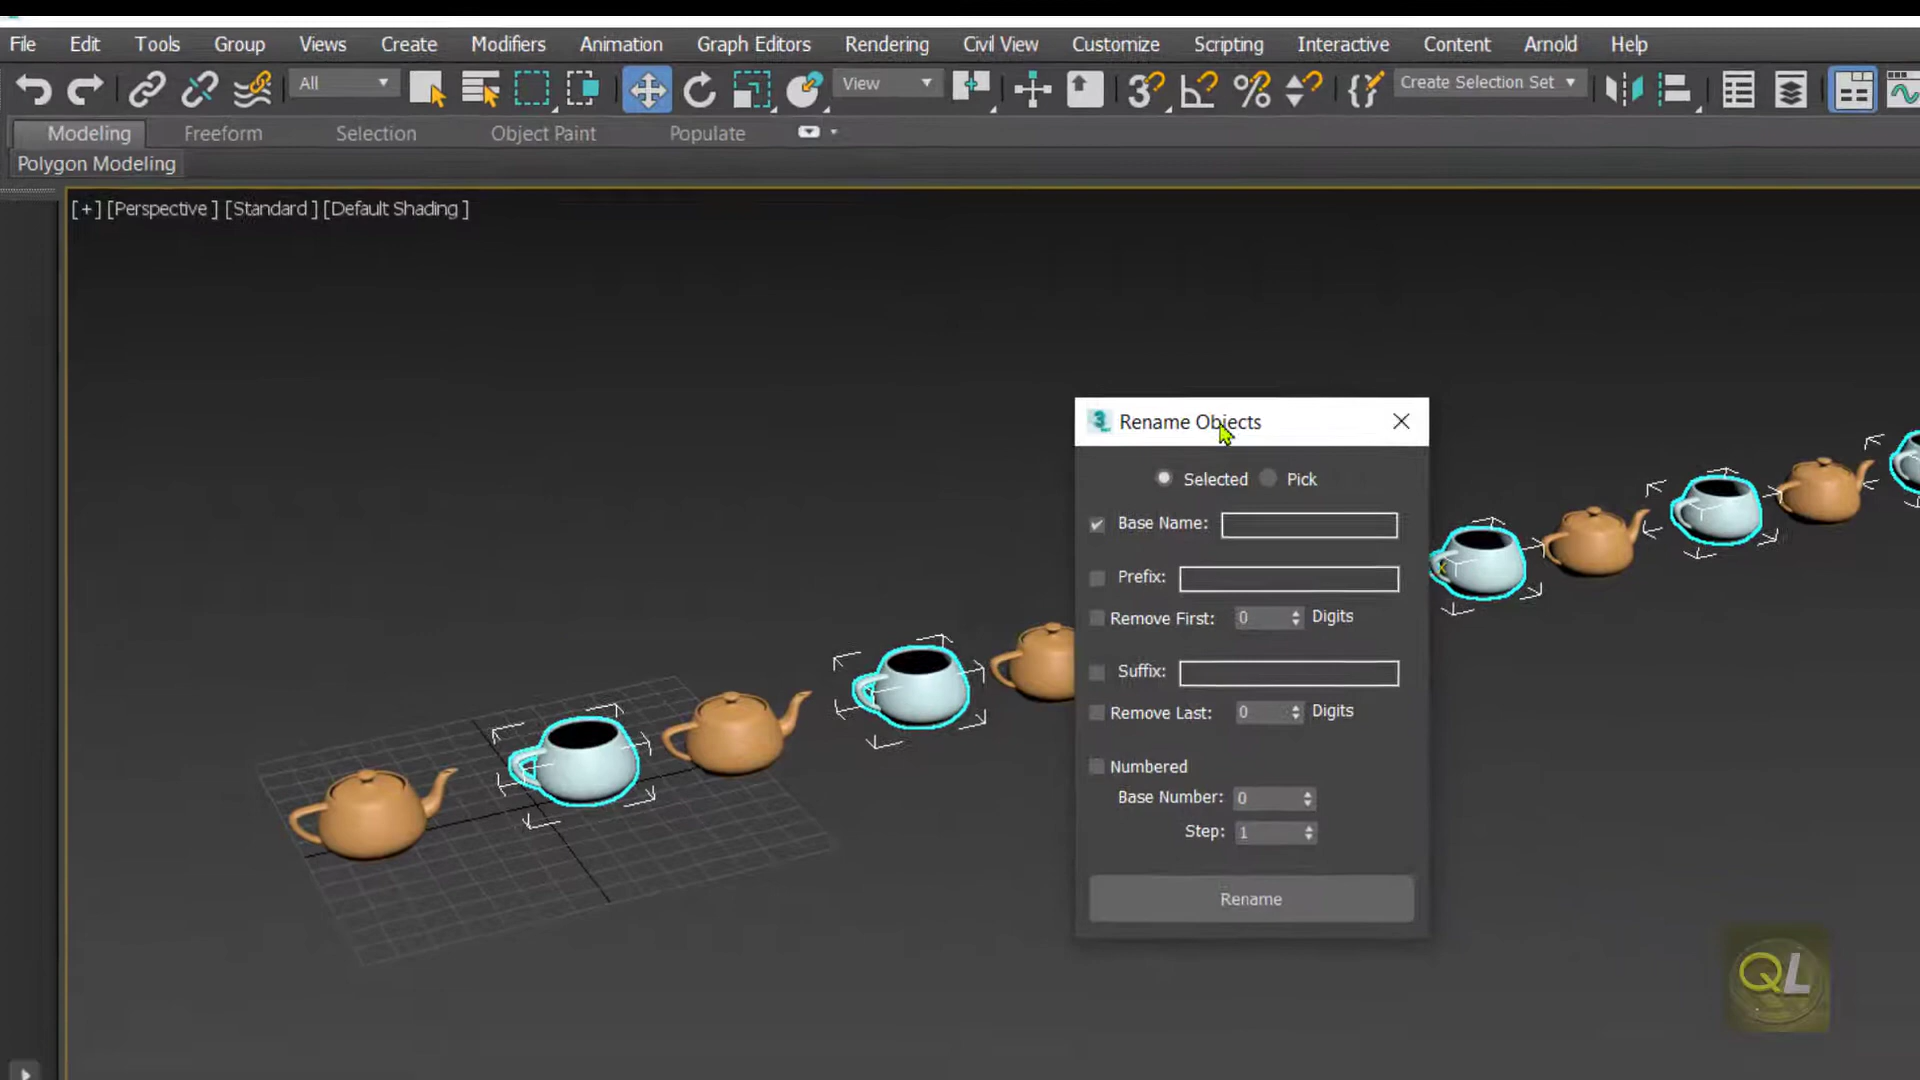 File Edit Tools Group Views Create Modifiers Animation Graph Editors Rendering Civil View Customize Scripting Interactive Content Arnold Help
All View Create Selection Set
Modeling Freeform Selection Object Paint Populate
Polygon Modeling
[+] [Perspective ] [Standard ] [Default Shading ]
Rename Objects
Selected Pick
Base Name:
Prefix:
Remove First: 0 Digits
Suffix:
Remove Last: 0 Digits
Numbered
Base Number: 0
Step: 1
Rename
QL